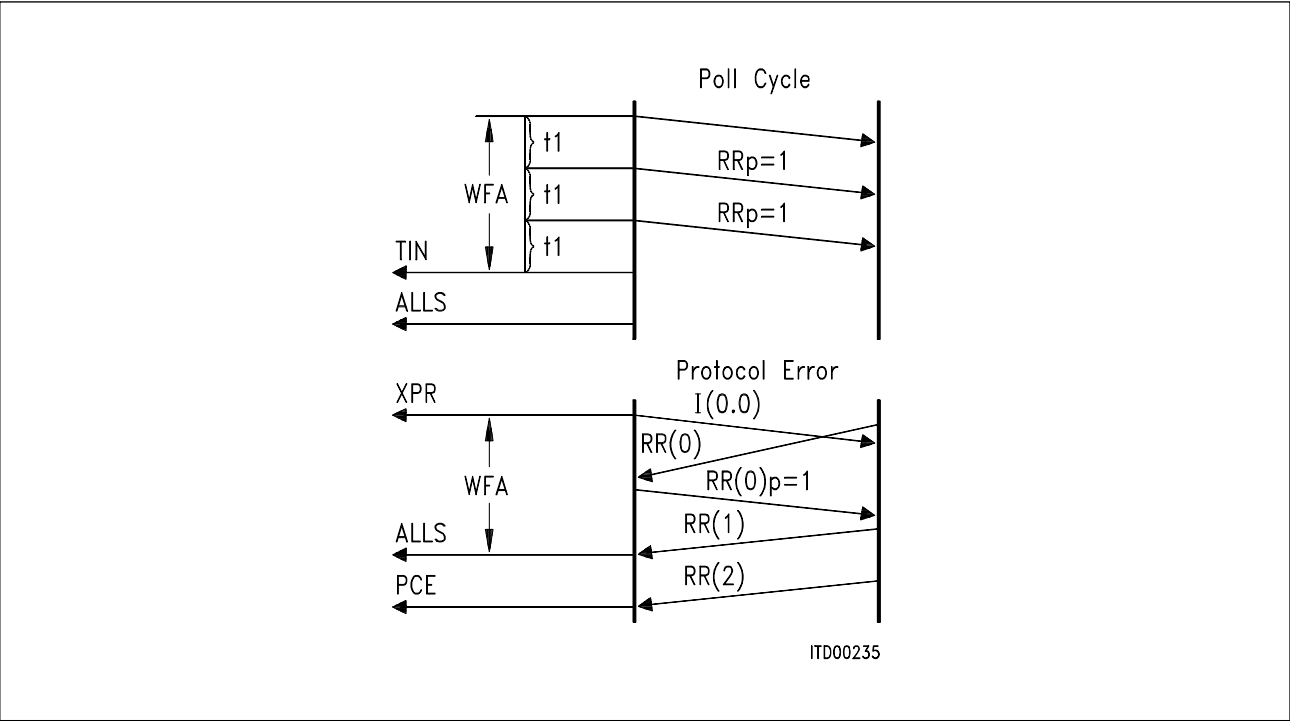 Poll Cycle
t1
RRp=1
WFA
t1
RRp=1
TIN
t1
ALLS
Protocol Error
XPR
I(0.0)
RR(0)
WFA
RR(0)p=1
ALLS
RR(1)
PCE
RR(2)
ITD00235